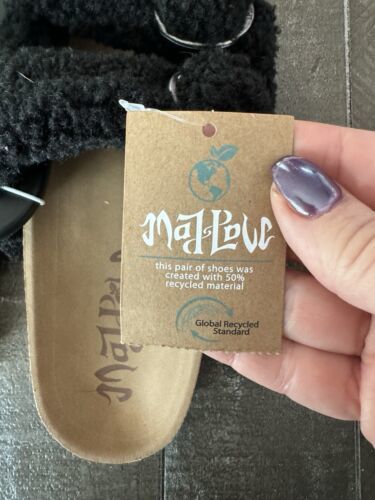 Mad Love
this pair of shoes was
created with 50%
recycled material
Global Recycled
Standard
Mad Love